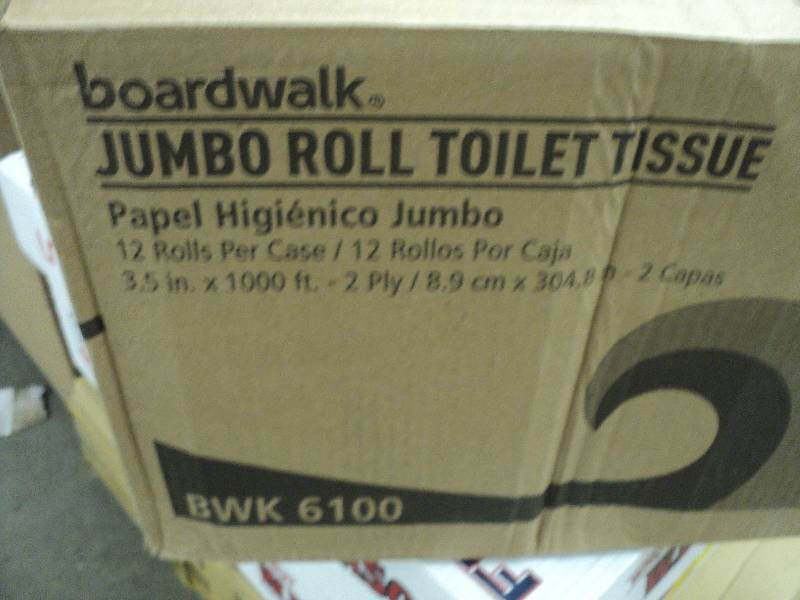 boardwalk®
JUMBO ROLL TOILET TISSUE
Papel Higiénico Jumbo
12 Rolls Per Case / 12 Rollos Por Caja
3.5 in. x 1000 ft. - 2 Ply / 8.9 cm x 304.8 - 2 Capas
BWK 6100